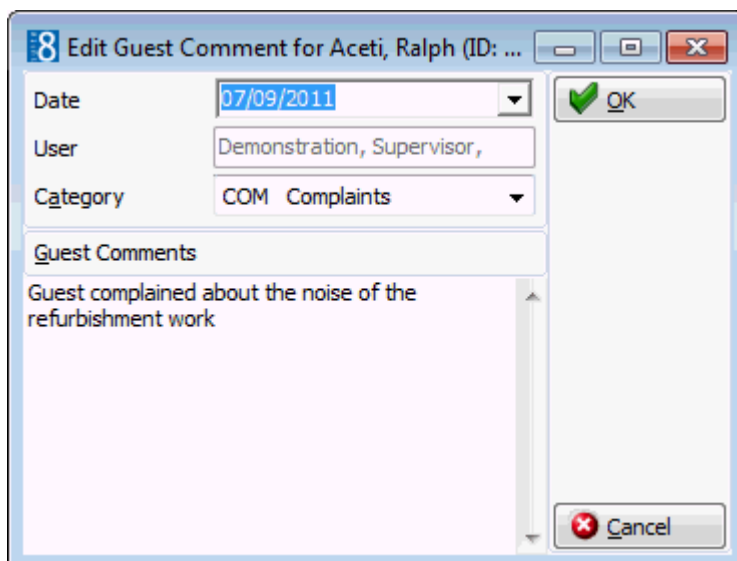 8 Edit Guest Comment for Aceti, Ralph (ID: ...
Date 07/09/2011
OK
User Demonstration, Supervisor,
Category COM Complaints
Guest Comments
Guest complained about the noise of the
refurbishment work
Cancel